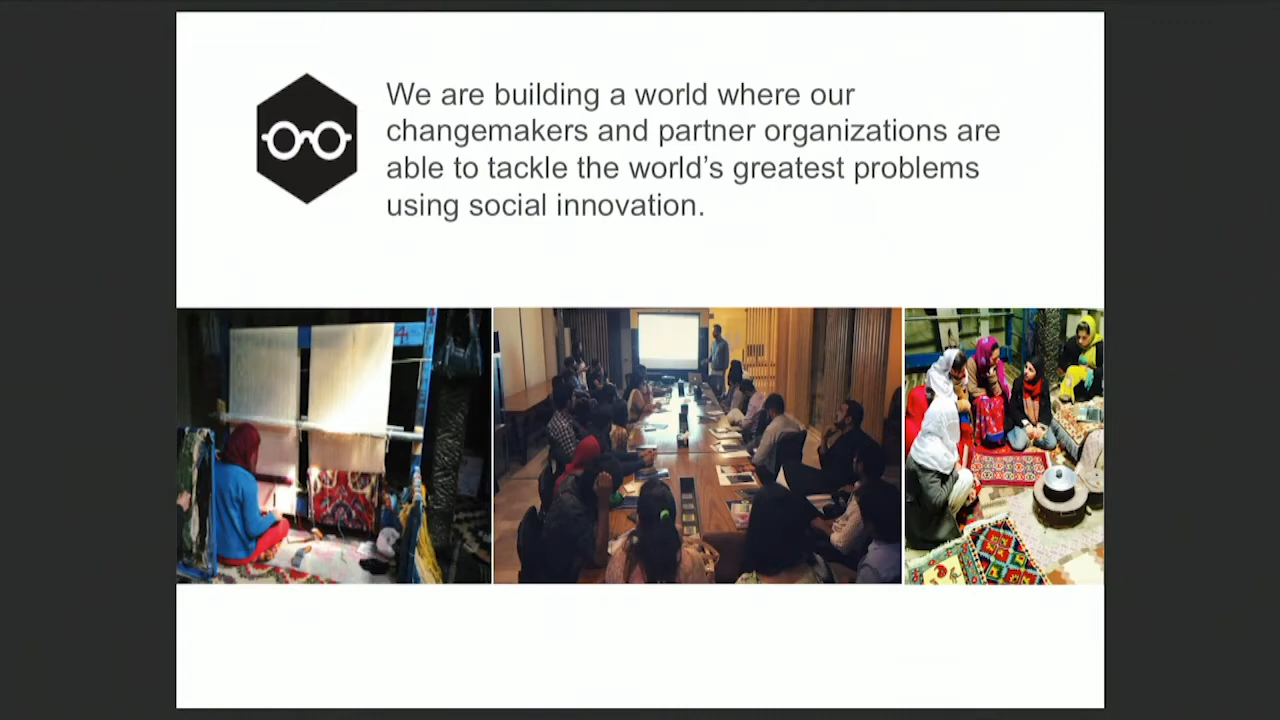 We are building a world where our
changemakers and partner organizations are
able to tackle the world’s greatest problems
using social innovation.